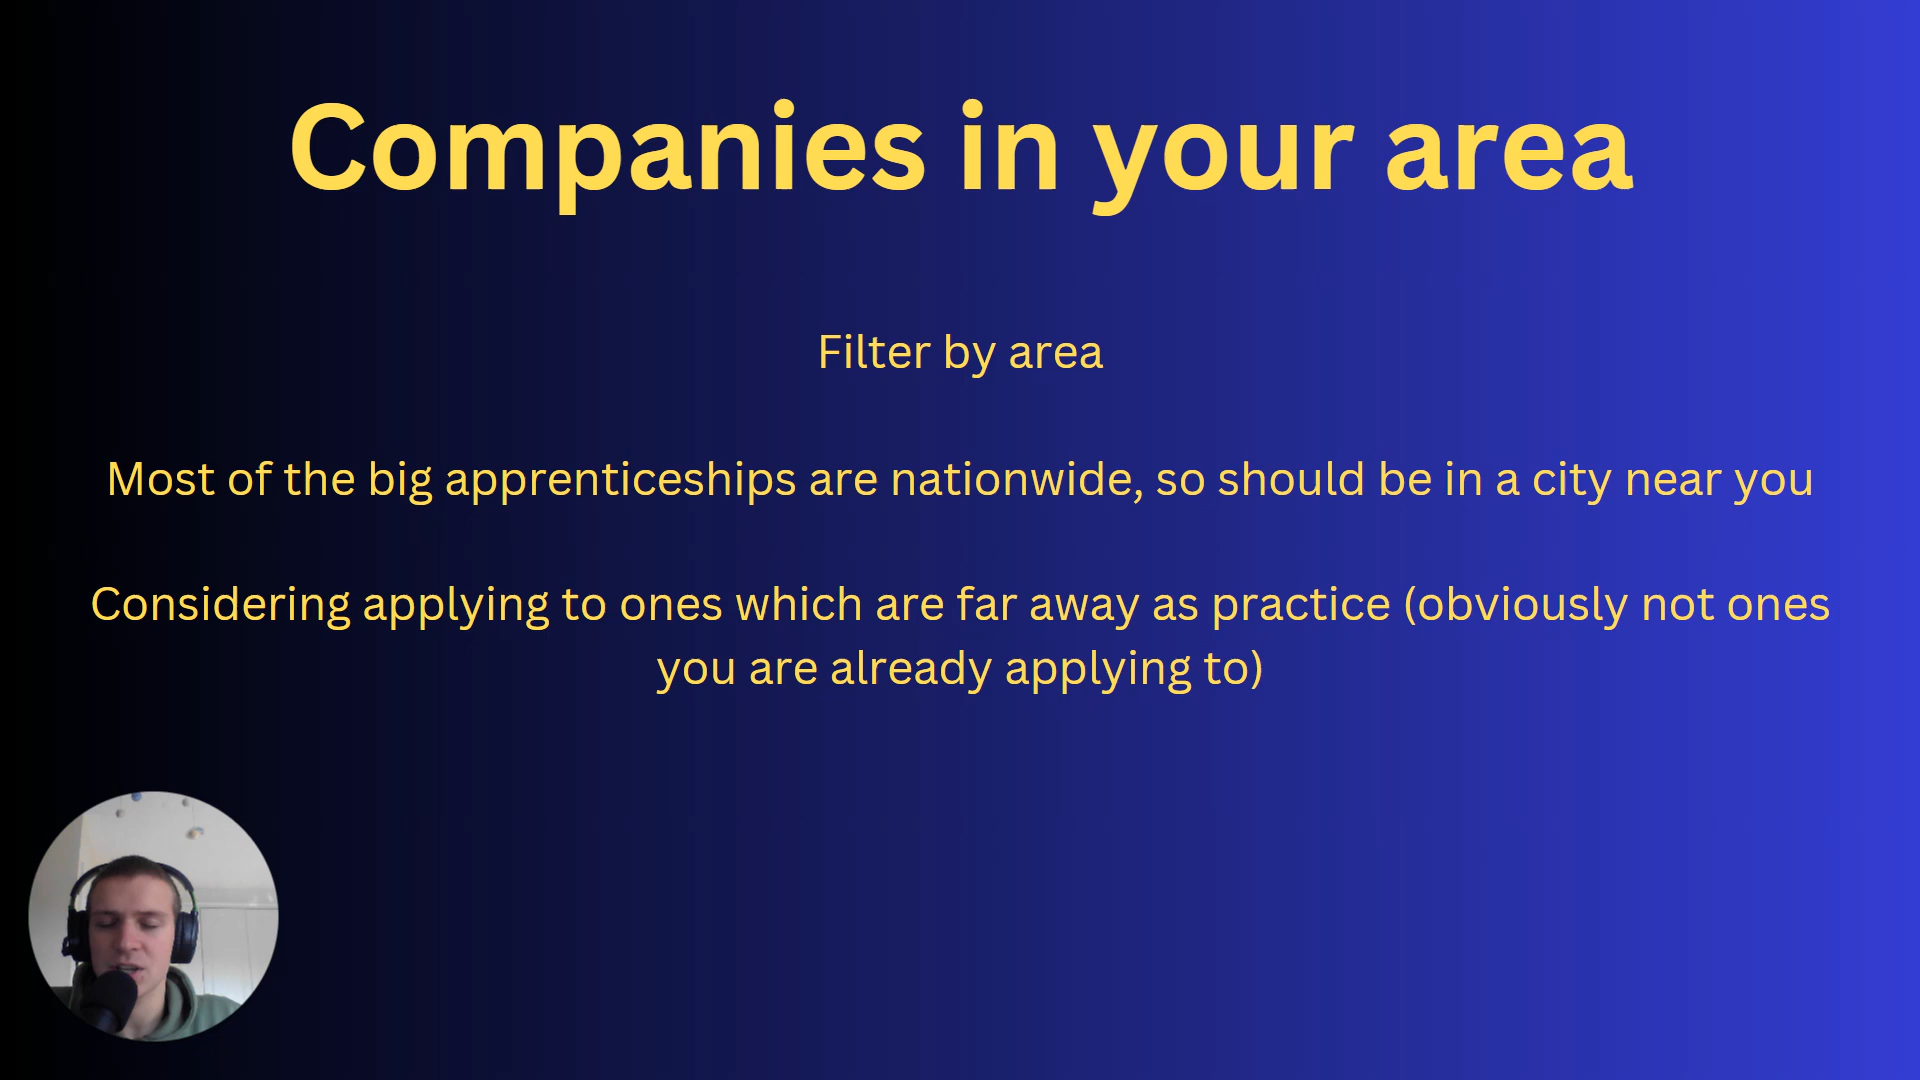 Companies in your area
Filter by area
Most of the big apprenticeships are nationwide, so should be in a city near you
Considering applying to ones which are far away as practice (obviously not ones
you are already applying to)